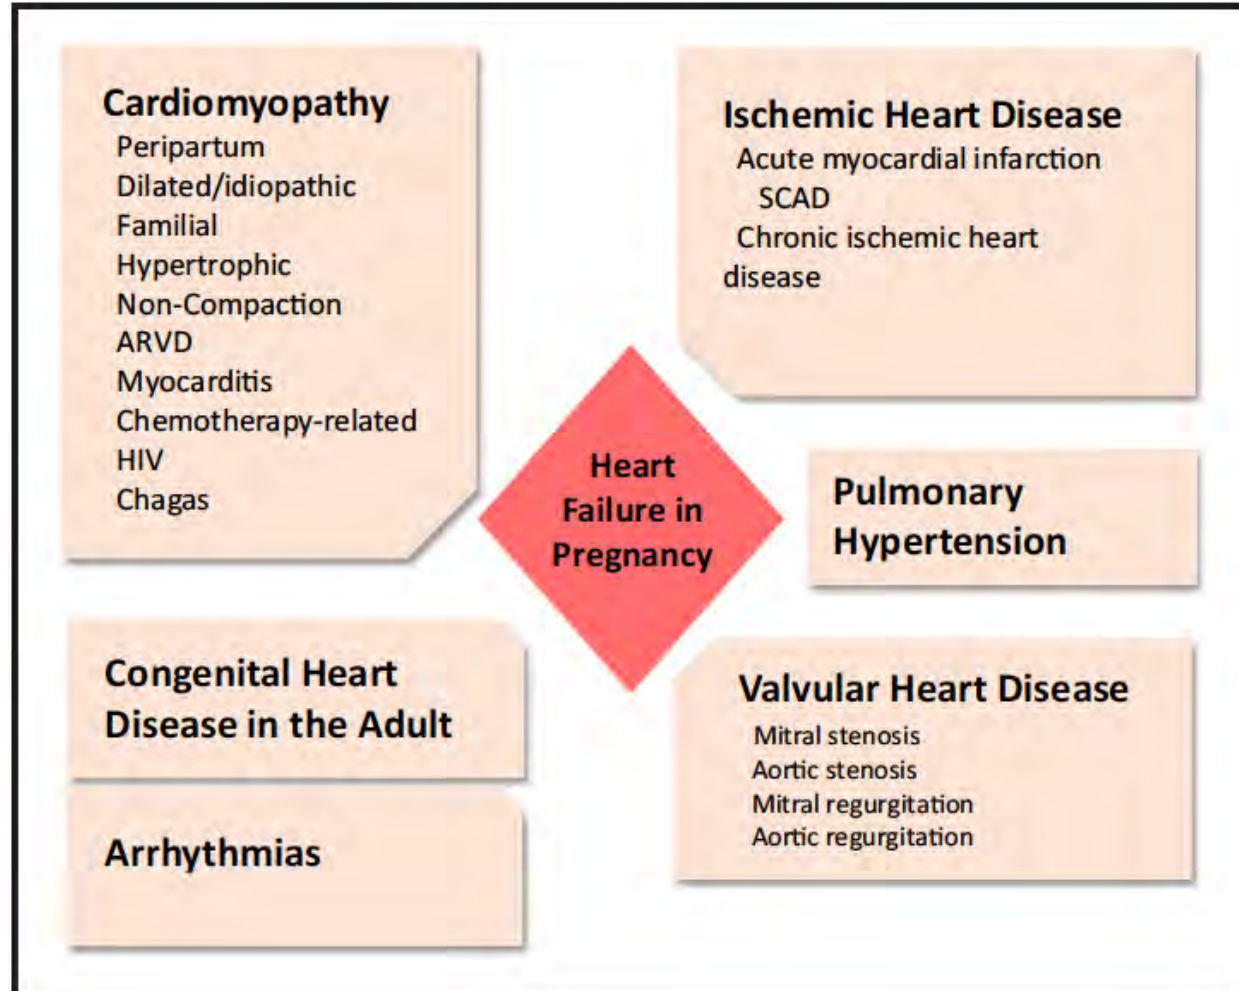 Cardiomyopathy
Peripartum
Dilated/idiopathic
Familial
Hypertrophic
Non-Compaction
ARVD
Myocarditis
Chemotherapy-related
HIV
Chagas
Ischemic Heart Disease
Acute myocardial infarction
SCAD
Chronic ischemic heart
disease
Heart
Failure in
Pregnancy
Pulmonary
Hypertension
Congenital Heart
Disease in the Adult
Arrhythmias
Valvular Heart Disease
Mitral stenosis
Aortic stenosis
Mitral regurgitation
Aortic regurgitation